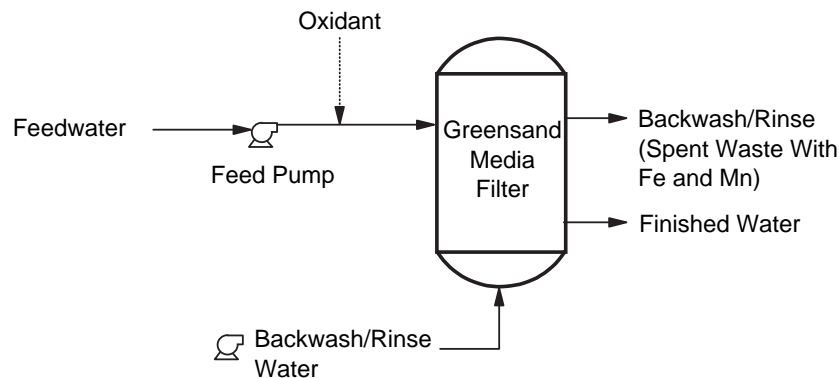 Oxidant
Feedwater
Feed Pump
Greensand
Media
Filter
Backwash/Rinse
(Spent Waste With
Fe and Mn)
Finished Water
Backwash/Rinse
Water